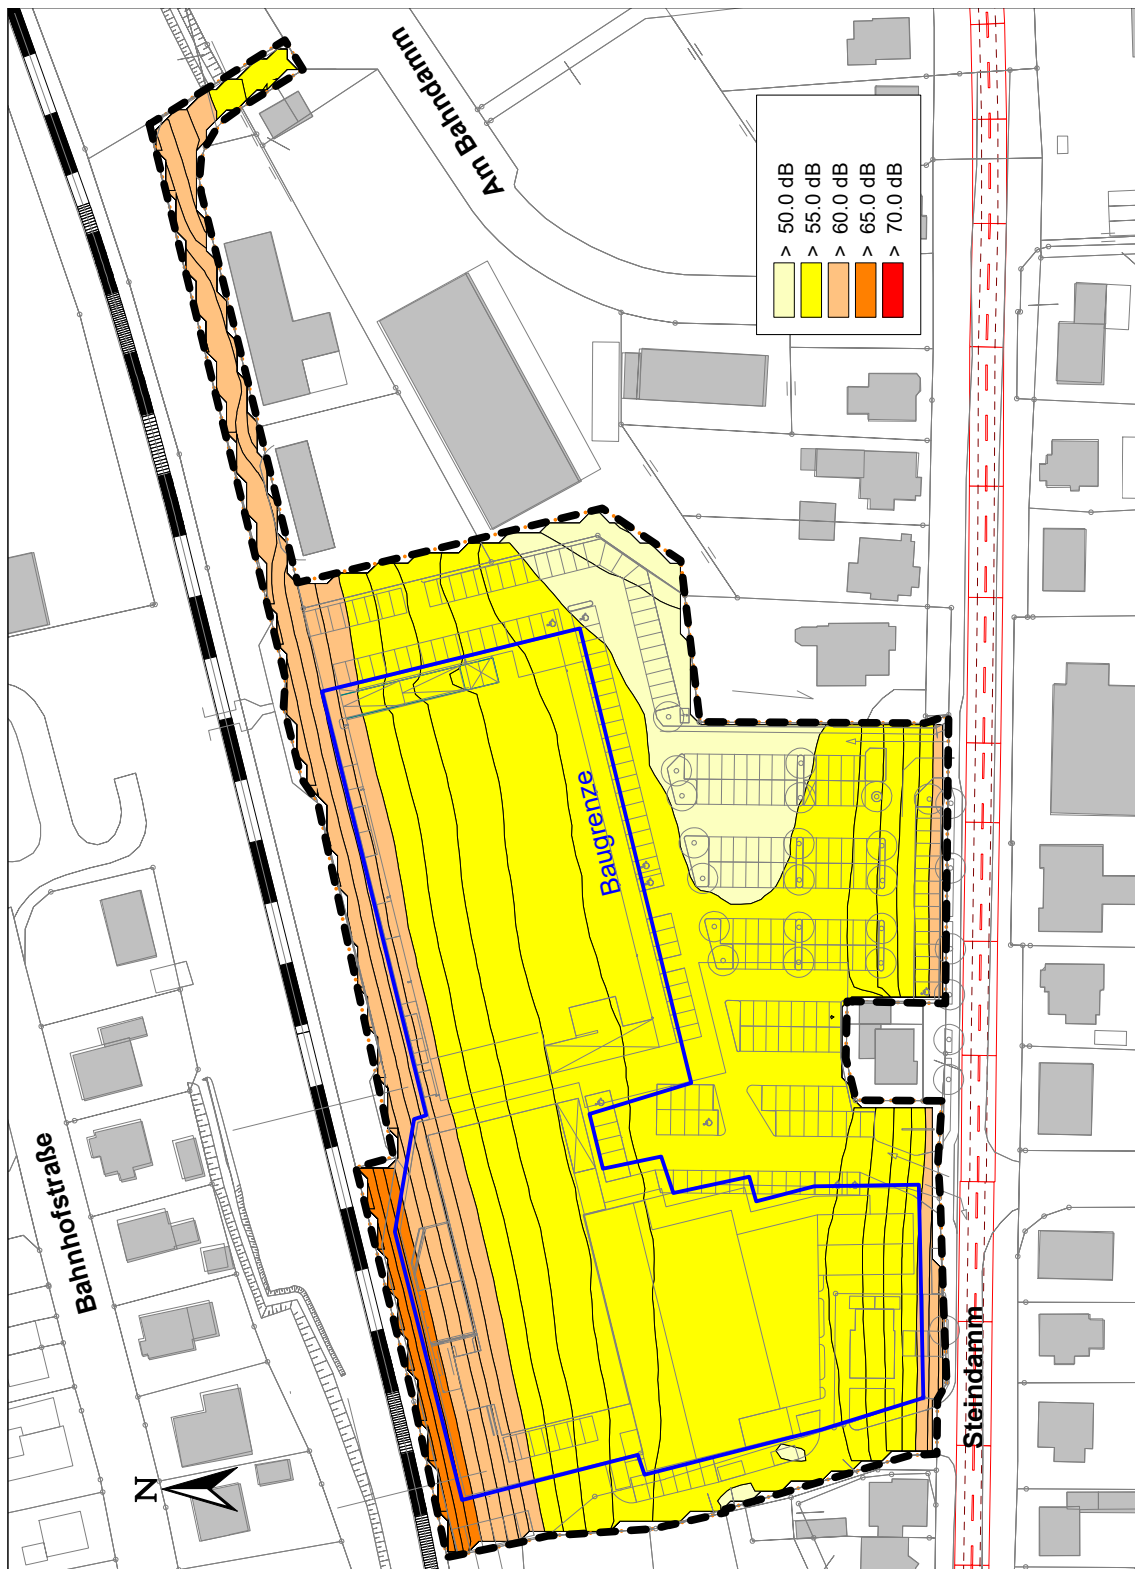 Am Bahndamm
> 50.0 dB
> 55.0 dB
> 60.0 dB
> 65.0 dB
> 70.0 dB
Baugrenze
Bahnhofstraße
Steindamm
N